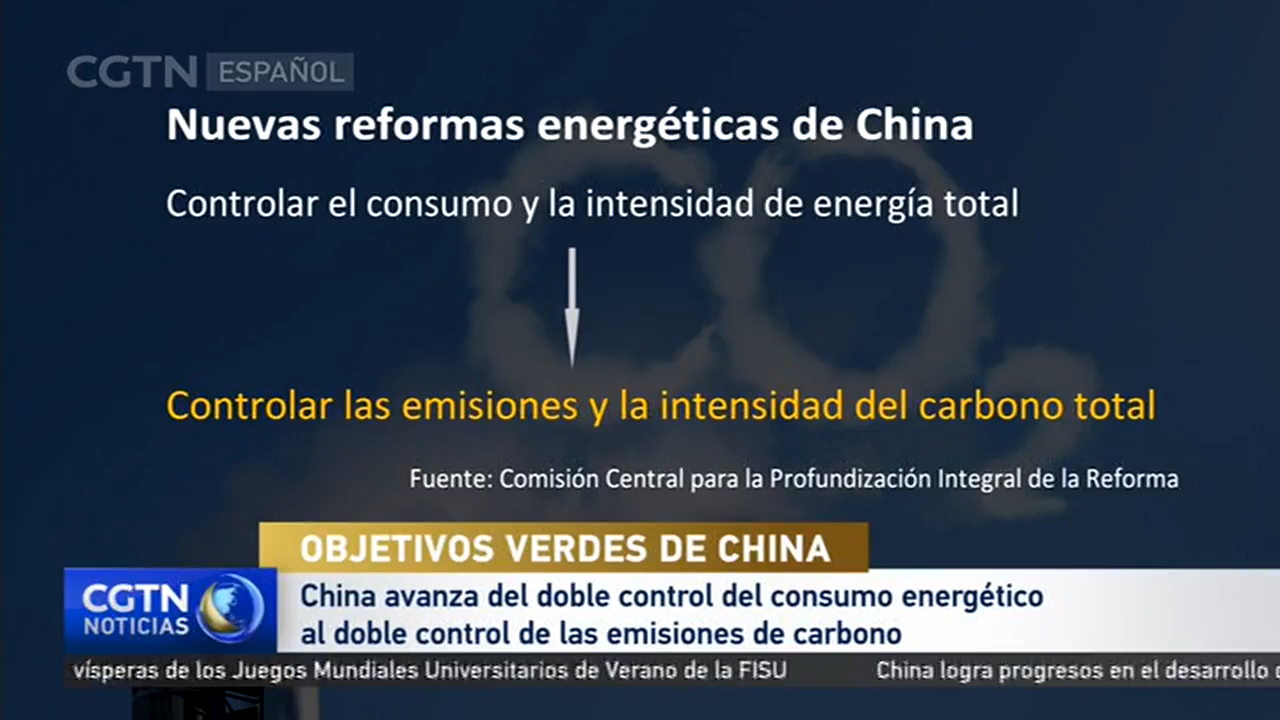 CGTN ESPAÑOL
Nuevas reformas energéticas de China
Controlar el consumo y la intensidad de energía total
Controlar las emisiones y la intensidad del carbono total
Fuente: Comisión Central para la Profundización Integral de la Reforma
OBJETIVOS VERDES DE CHINA
CGTN
NOTICIAS
China avanza del doble control del consumo energético
al doble control de las emisiones de carbono
vísperas de los Juegos Mundiales Universitarios de Verano de la FISU China logra progresos en el desarrollo